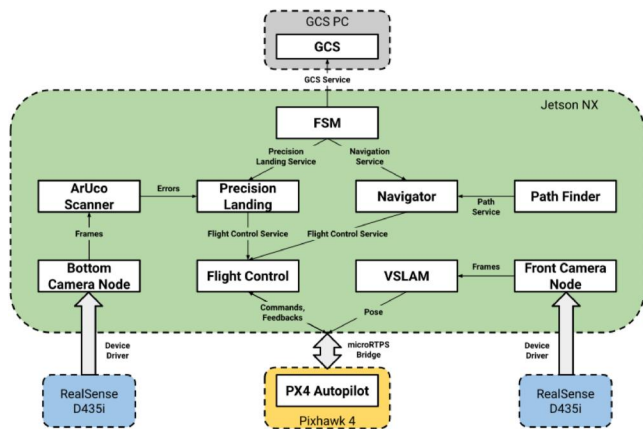 GCS PC
GCS
GCS Service
Jetson NX
FSM
Precision
Landing Service
Navigation
Service
ArUco
Scanner
Errors
Precision
Landing
Navigator
Path
Service
Path Finder
Frames
Flight Control Service
Flight Control Service
Bottom
Camera Node
Flight Control
VSLAM
Frames
Front Camera
Node
Commands,
Feedbacks
Pose
Device
Driver
microRTPS
Bridge
Device
Driver
RealSense
D435i
PX4 Autopilot
Pixhawk 4
RealSense
D435i